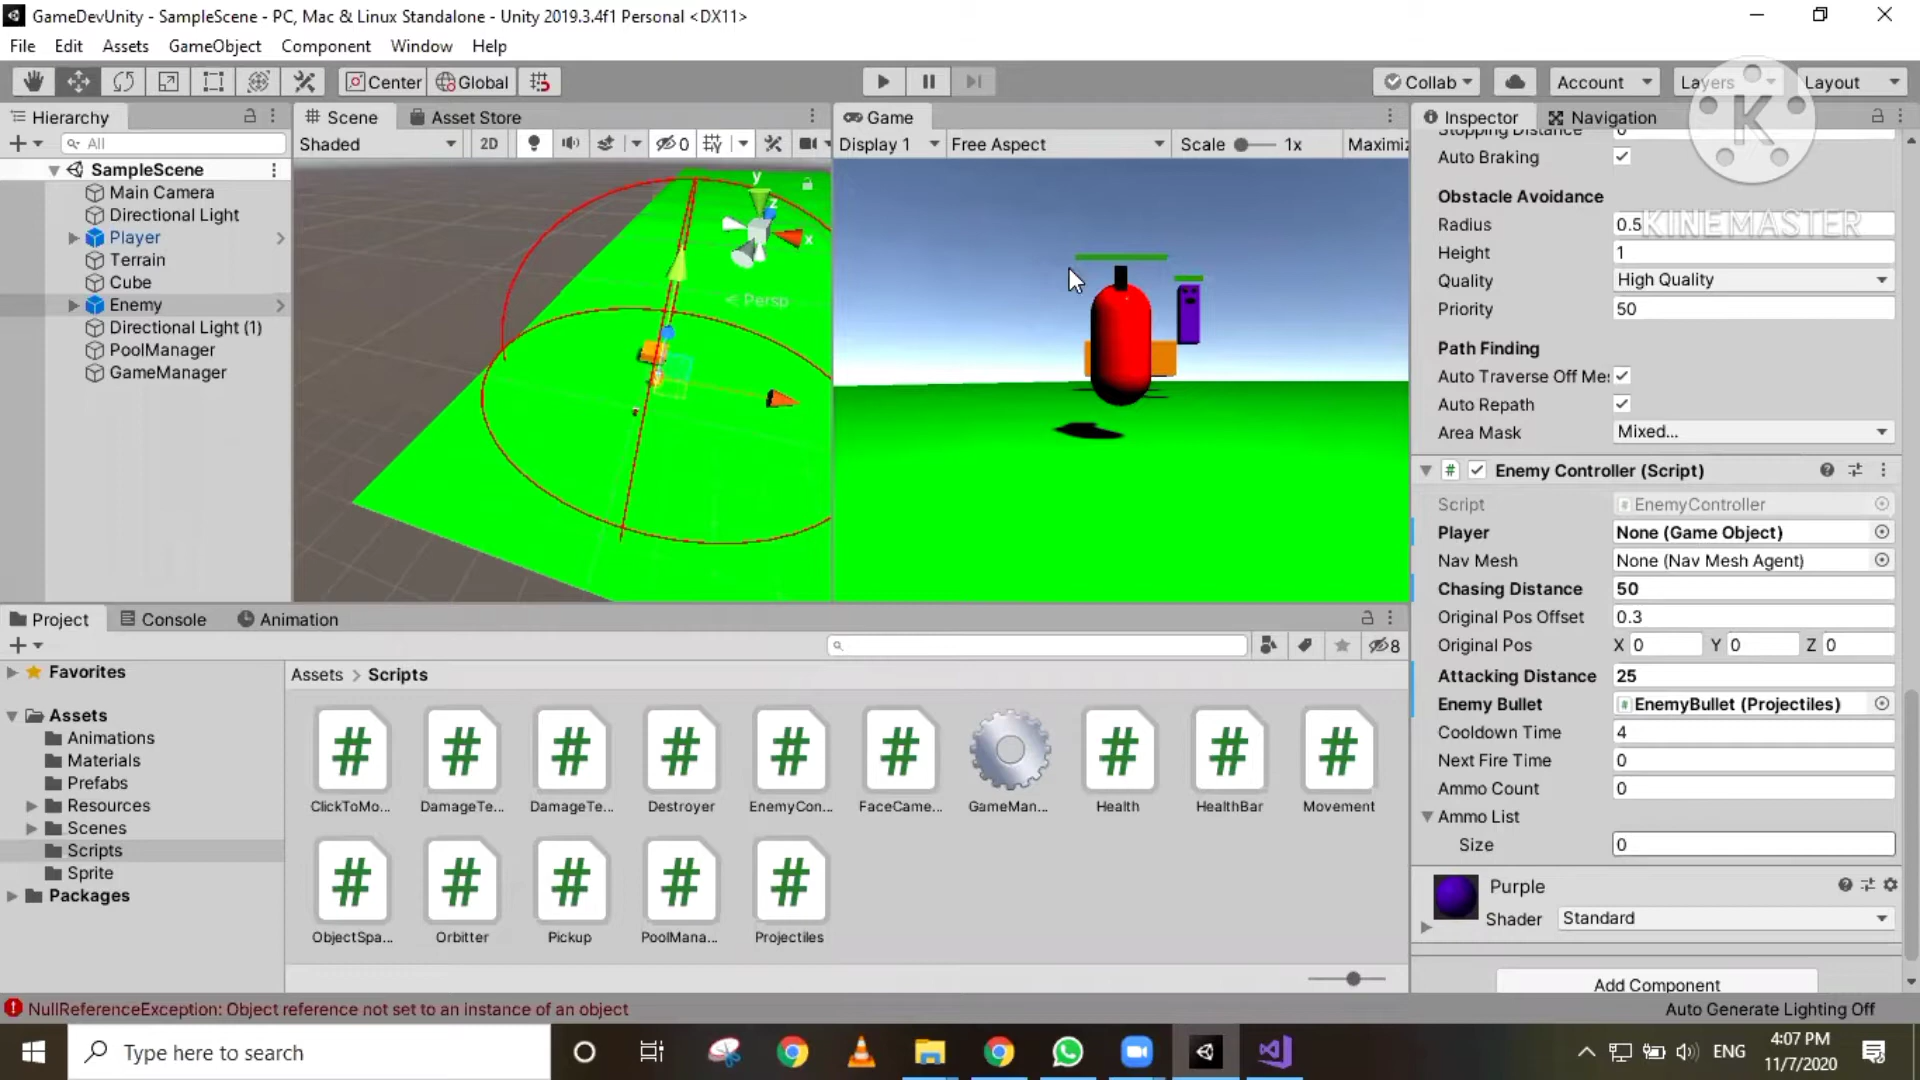 GameDevUnity - SampleScene - PC, Mac & Linux Standalone - Unity 2019.3.4f1 Personal <DX11>
File Edit Assets GameObject Component Window Help
Center Global Collab Account Layers Layout
Hierarchy
All
SampleScene
Main Camera
Directional Light
Player
Terrain
Cube
Enemy
Directional Light (1)
PoolManager
GameManager
Scene Asset Store
Shaded 2D 0
y
z
x
< Persp
Game
Display 1 Free Aspect Scale 1x Maximi
Inspector Navigation
Stopping Distance 0
Auto Braking
Obstacle Avoidance
Radius 0.5
Height 1
Quality High Quality
Priority 50
Path Finding
Auto Traverse Off Me
Auto Repath
Area Mask Mixed...
Enemy Controller (Script)
Script EnemyController
Player None (Game Object)
Nav Mesh None (Nav Mesh Agent)
Chasing Distance 50
Original Pos Offset 0.3
Original Pos X 0 Y 0 Z 0
Attacking Distance 25
Enemy Bullet EnemyBullet (Projectiles)
Cooldown Time 4
Next Fire Time 0
Ammo Count 0
Ammo List
Size 0
Purple
Shader Standard
Add Component
K
KINEMASTER
Project Console Animation
8
Favorites
Assets
Animations
Materials
Prefabs
Resources
Scenes
Scripts
Sprite
Packages
Assets > Scripts
ClickToMo... DamageTe... DamageTe... Destroyer EnemyCon... FaceCame... GameMan... Health HealthBar Movement
ObjectSpa... Orbitter Pickup PoolMana... Projectiles
NullReferenceException: Object reference not set to an instance of an object
Auto Generate Lighting Off
Type here to search
ENG
4:07 PM
11/7/2020